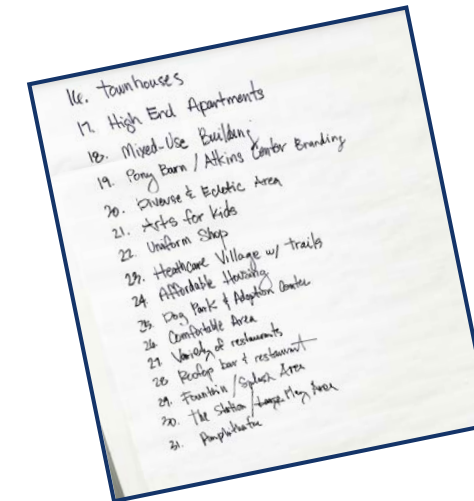 16. Townhouses
17. High End Apartments
18. Mixed-Use Building
19. Pony Barn / Atkins Center Branding
20. Diverse & Eclectic Area
21. Arts for kids
22. Uniform Shop
23. Healthcare Village w/ trails
24. Affordable Housing
25. Dog Park & Adoption Center
26. Comfortable Area
27. Variety of restaurants
28. Rooftop bar & restaurant
29. Fountain / Splash Area
30. The Station / Play Area
31. Amphitheater